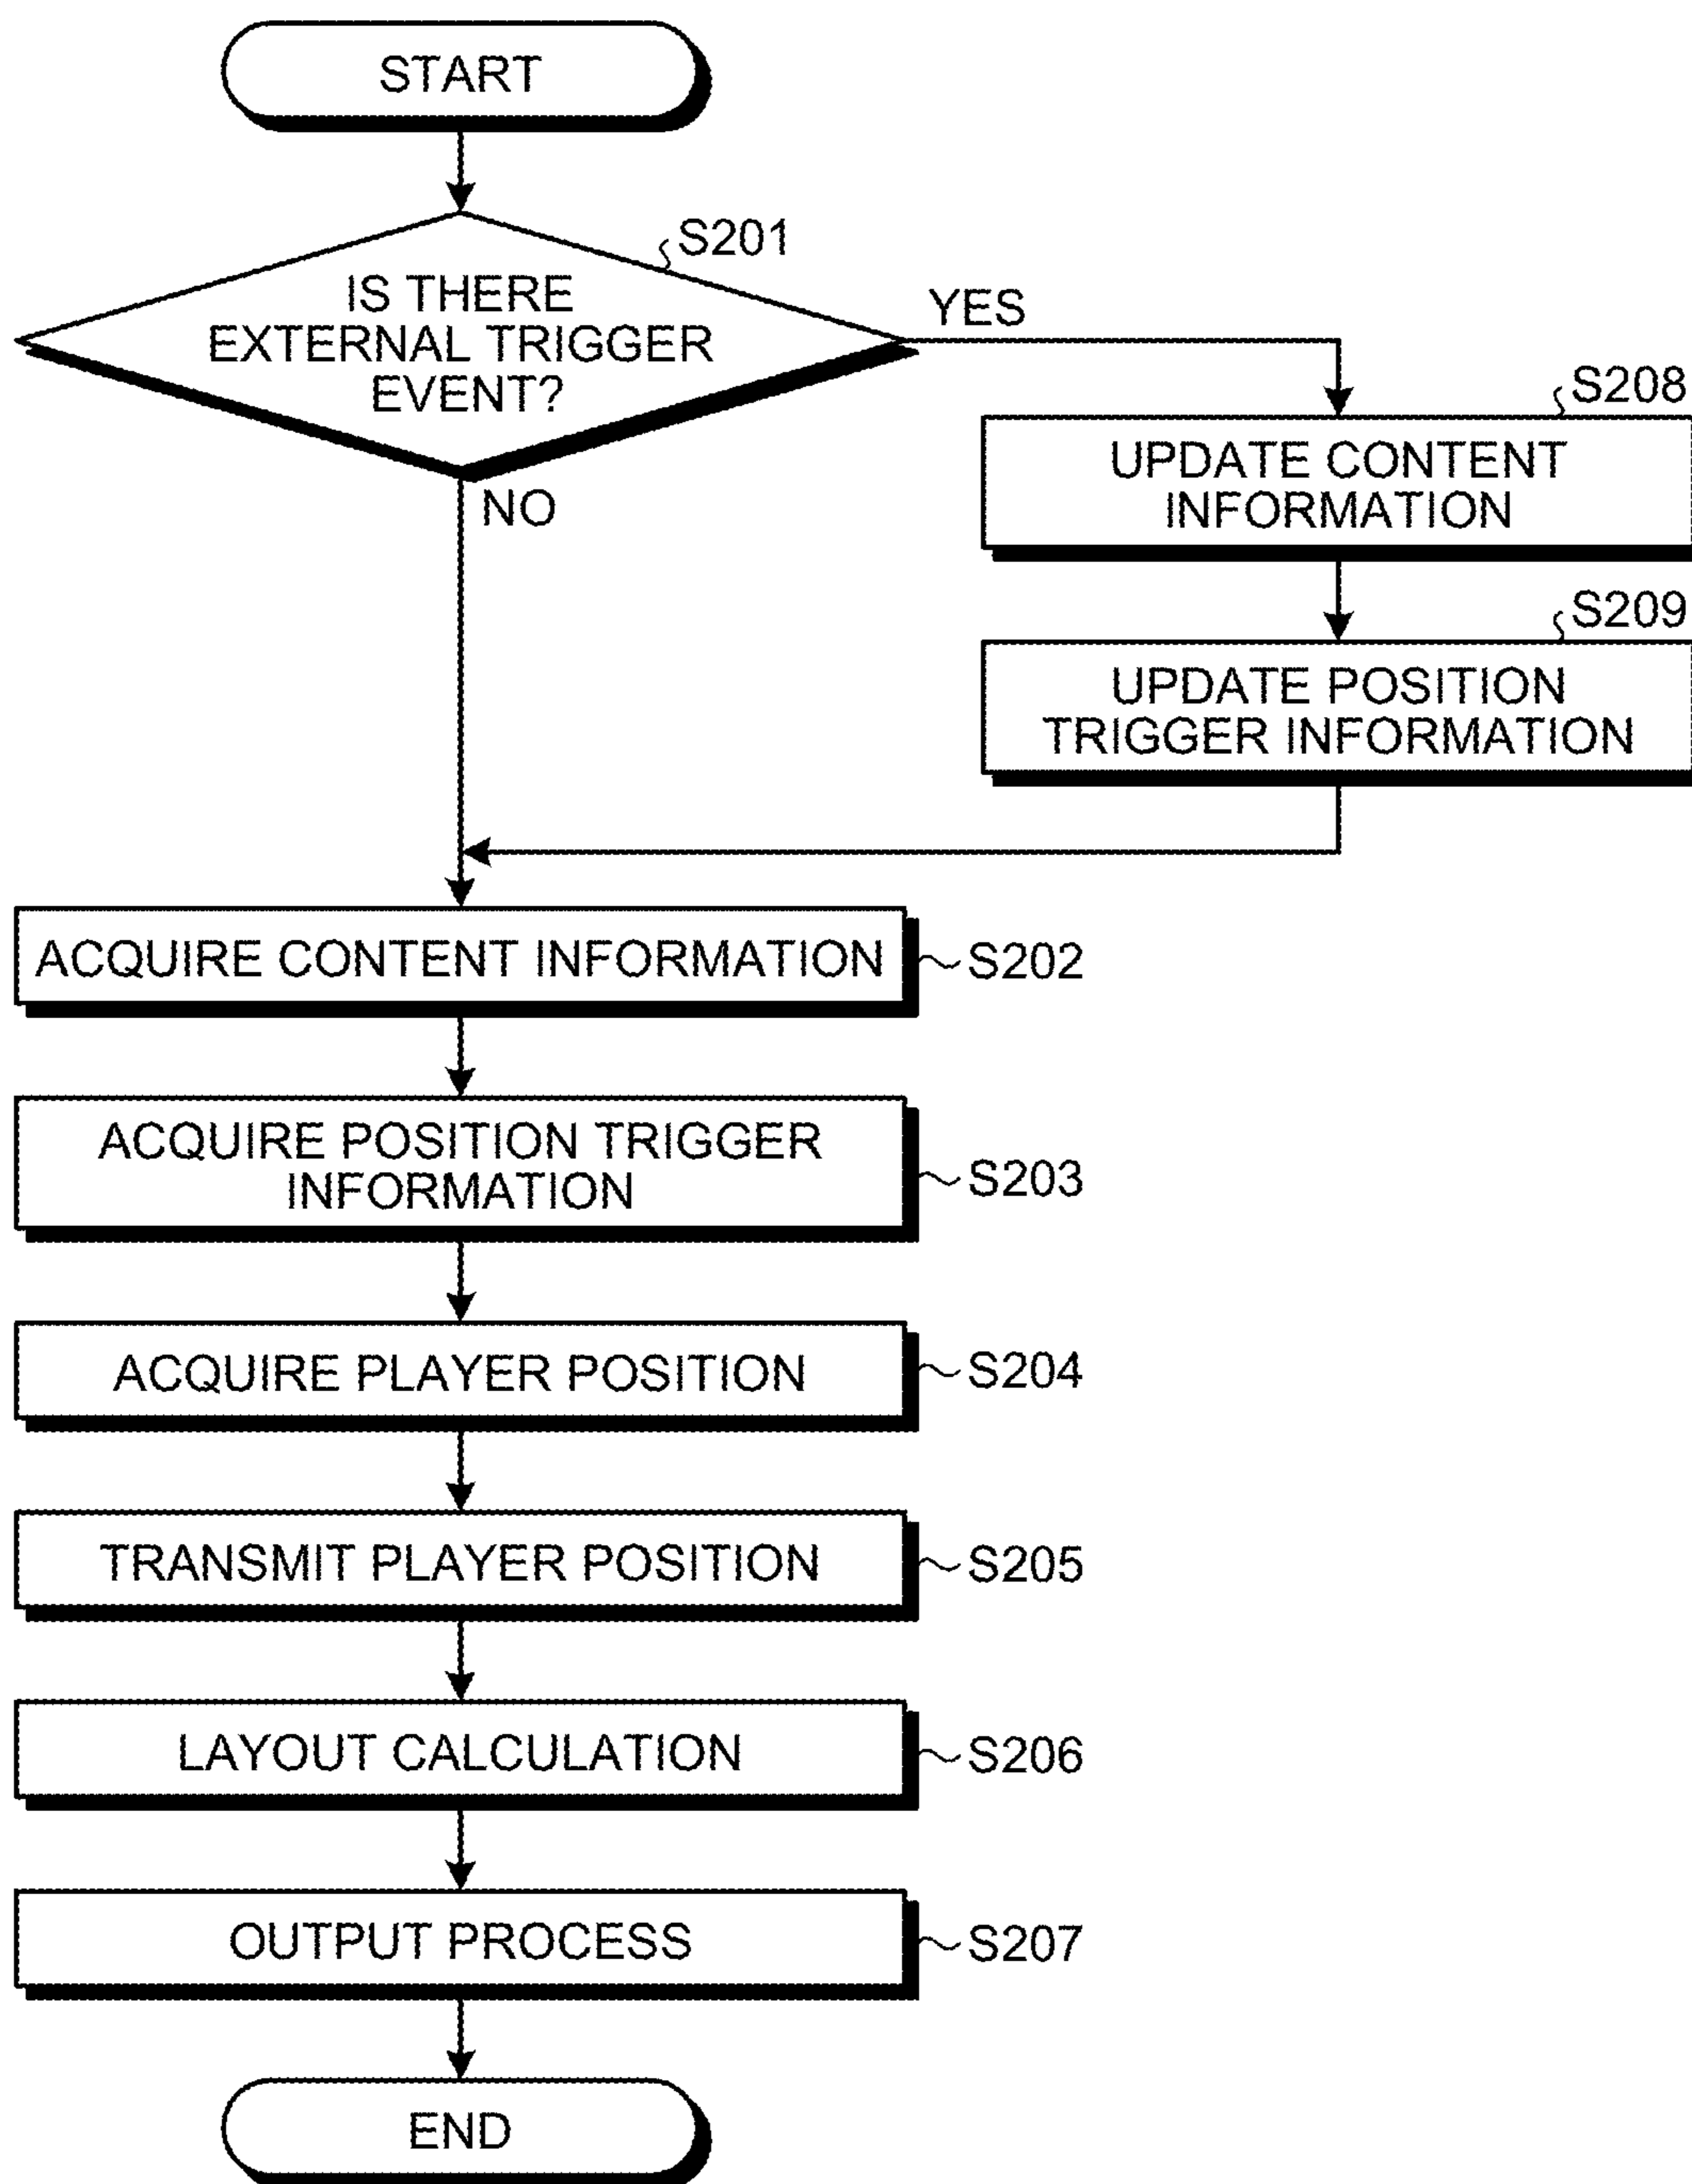 START
S201
IS THERE
EXTERNAL TRIGGER
EVENT?
YES
NO
S208
UPDATE CONTENT
INFORMATION
S209
UPDATE POSITION
TRIGGER INFORMATION
ACQUIRE CONTENT INFORMATION
S202
ACQUIRE POSITION TRIGGER
INFORMATION
S203
ACQUIRE PLAYER POSITION
S204
TRANSMIT PLAYER POSITION
S205
LAYOUT CALCULATION
S206
OUTPUT PROCESS
S207
END